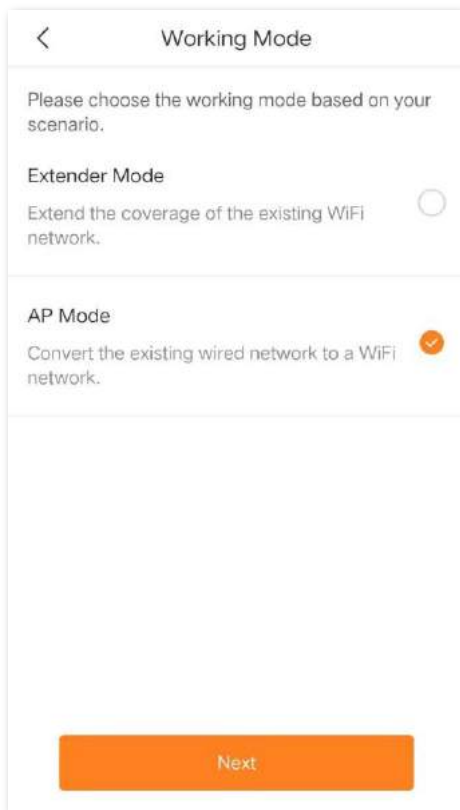 Working Mode
Please choose the working mode based on your
scenario.
Extender Mode
Extend the coverage of the existing WiFi
network.
AP Mode
Convert the existing wired network to a WiFi
network.
Next